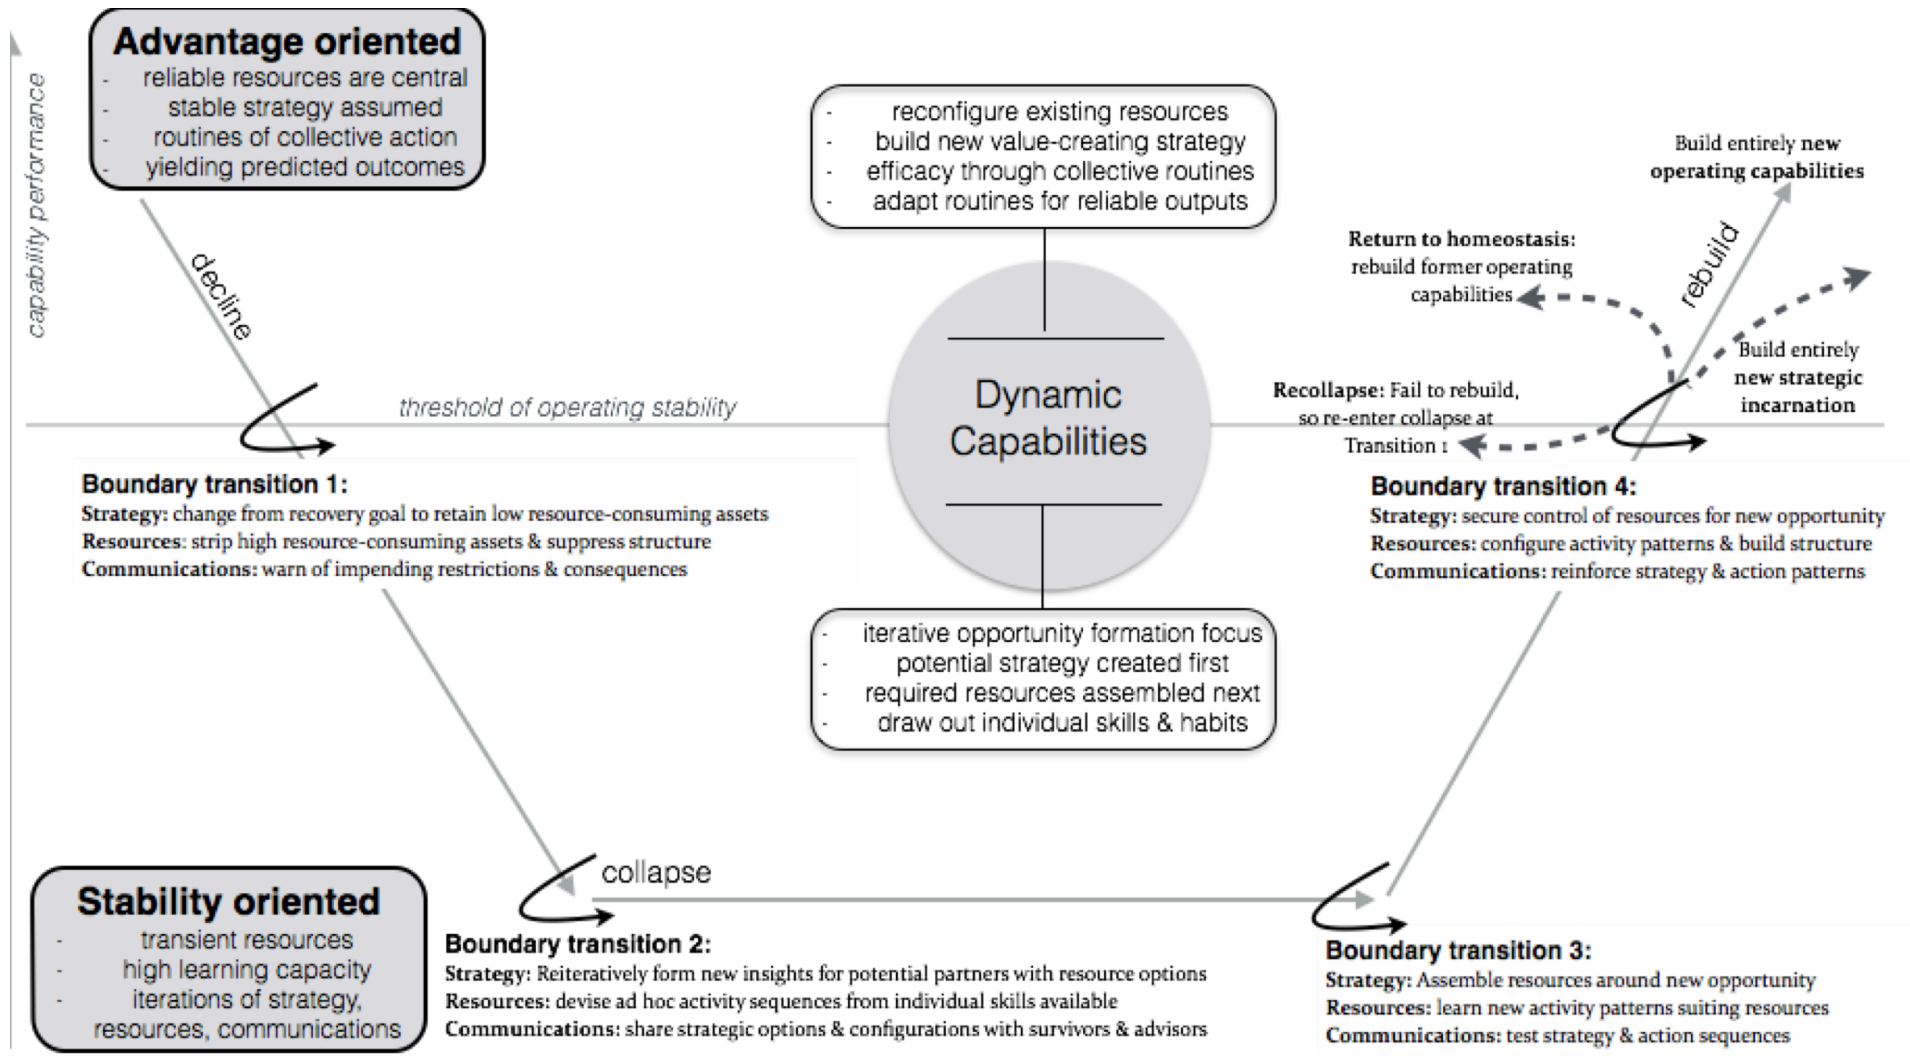 capability performance
Advantage oriented
- reliable resources are central
- stable strategy assumed
- routines of collective action
- yielding predicted outcomes
decline
threshold of operating stability
- reconfigure existing resources
- build new value-creating strategy
- efficacy through collective routines
- adapt routines for reliable outputs
Dynamic
Capabilities
- iterative opportunity formation focus
- potential strategy created first
- required resources assembled next
- draw out individual skills & habits
Build entirely new
operating capabilities
rebuild
Return to homeostasis:
rebuild former operating
capabilities
Build entirely
new strategic
incarnation
Recollapse: Fail to rebuild,
so re-enter collapse at
Transition 1
Boundary transition 1:
Strategy: change from recovery goal to retain low resource-consuming assets
Resources: strip high resource-consuming assets & suppress structure
Communications: warn of impending restrictions & consequences
Boundary transition 4:
Strategy: secure control of resources for new opportunity
Resources: configure activity patterns & build structure
Communications: reinforce strategy & action patterns
collapse
Stability oriented
- transient resources
- high learning capacity
- iterations of strategy,
resources, communications
Boundary transition 2:
Strategy: Reiteratively form new insights for potential partners with resource options
Resources: devise ad hoc activity sequences from individual skills available
Communications: share strategic options & configurations with survivors & advisors
Boundary transition 3:
Strategy: Assemble resources around new opportunity
Resources: learn new activity patterns suiting resources
Communications: test strategy & action sequences